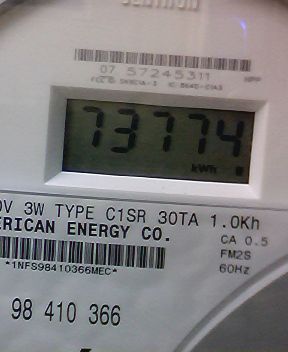 CENTRON
07 57245311
73774
kWh
0V 3W TYPE C1SR 30TA 1.0Kh
ERICAN ENERGY CO.
CA 0.5
FM2S
60Hz
*1NFS98410366MEC*
98 410 366